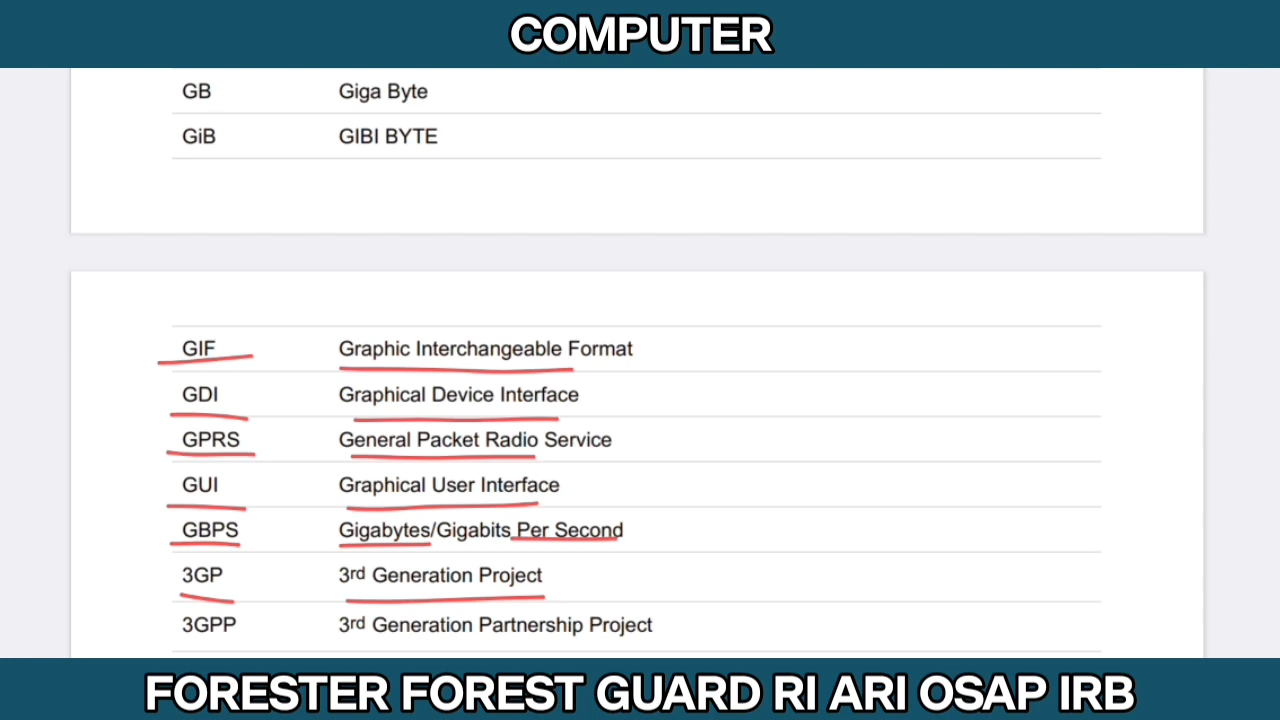 COMPUTER
GB Giga Byte
GiB GIBI BYTE
GIF Graphic Interchangeable Format
GDI Graphical Device Interface
GPRS General Packet Radio Service
GUI Graphical User Interface
GBPS Gigabytes/Gigabits Per Second
3GP 3rd Generation Project
3GPP 3rd Generation Partnership Project
FORESTER FOREST GUARD RI ARI OSAP IRB